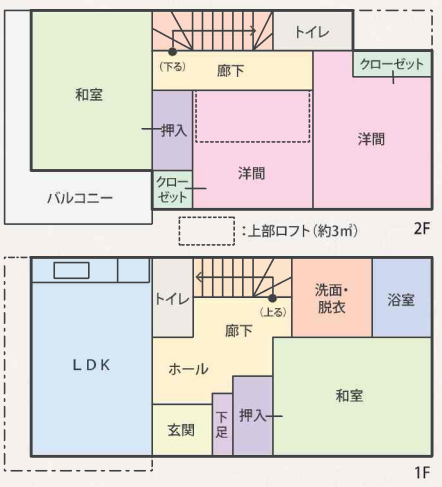 トイレ
(下る)
廊下
クローゼット
和室
押入
洋間
洋間
クロー
ゼット
バルコニー
:上部ロフト(約3㎡)
2F
トイレ
(上る)
洗面・
脱衣
浴室
廊下
LDK
ホール
和室
玄関
下
足
押入
1F